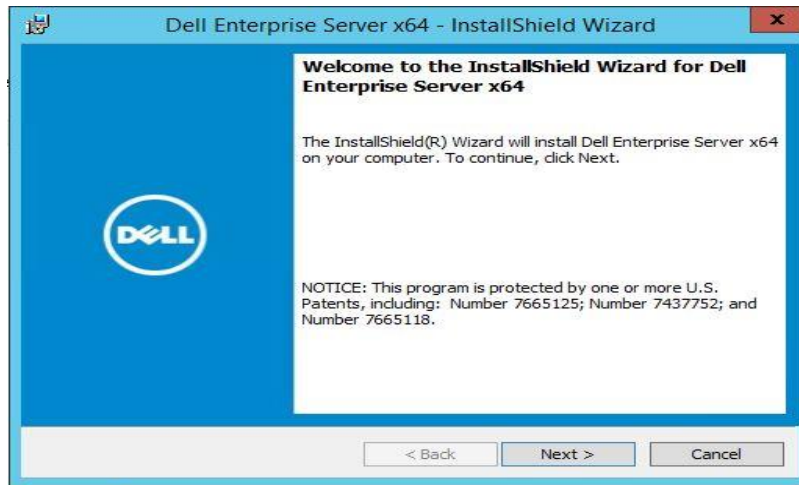 Dell Enterprise Server x64 - InstallShield Wizard
x
Welcome to the InstallShield Wizard for Dell
Enterprise Server x64
The InstallShield(R) Wizard will install Dell Enterprise Server x64
on your computer. To continue, click Next.
DELL
NOTICE: This program is protected by one or more U.S.
Patents, including: Number 7665125; Number 7437752; and
Number 7665118.
< Back
Next >
Cancel